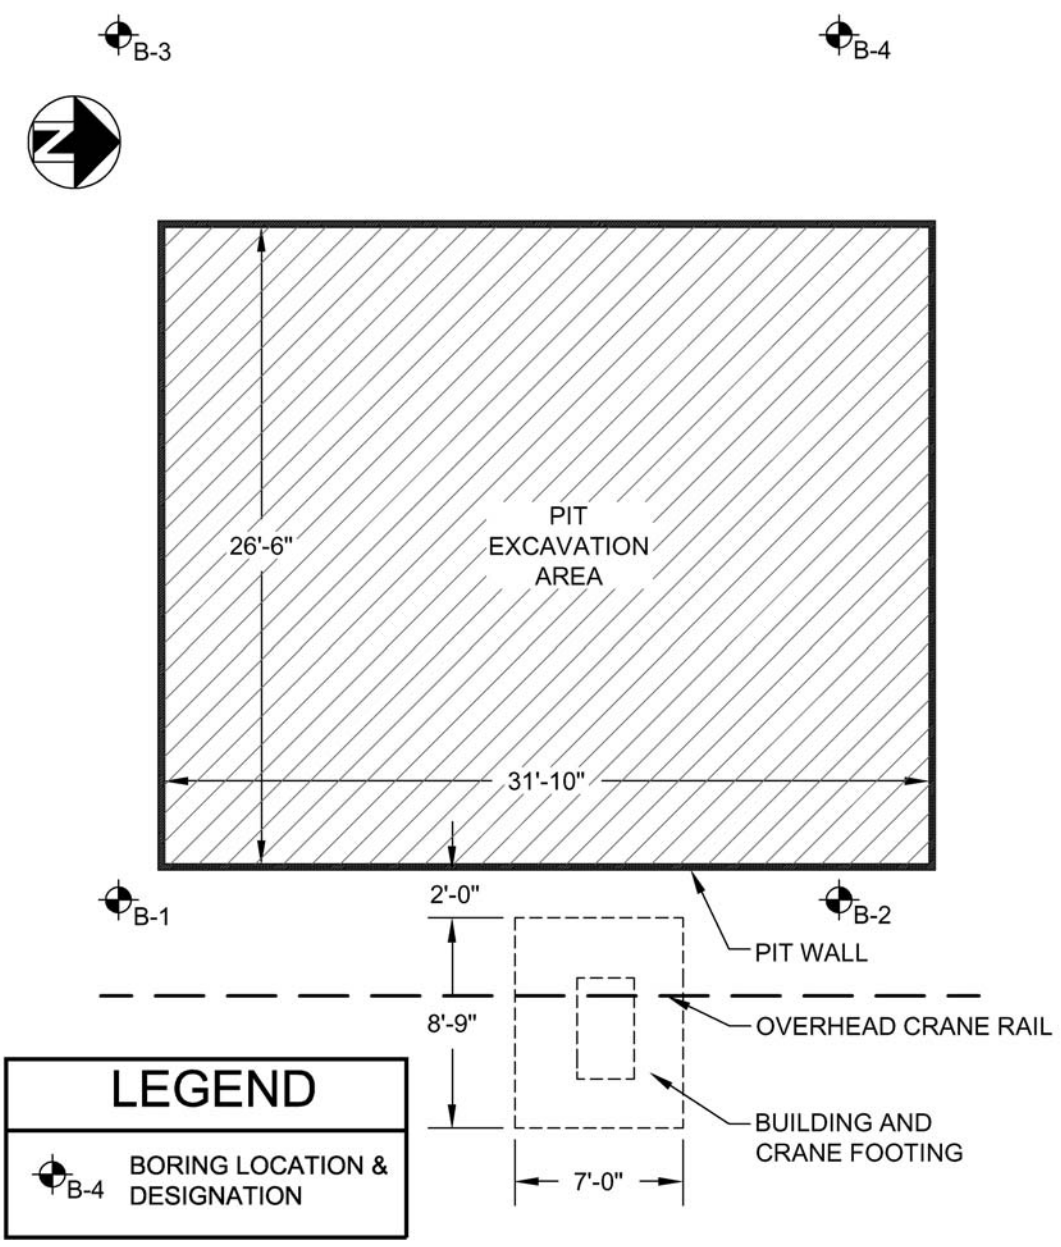 B-3
B-4
N
PIT
EXCAVATION
AREA
26'-6"
31'-10"
2'-0"
B-1
B-2
PIT WALL
8'-9"
OVERHEAD CRANE RAIL
BUILDING AND
CRANE FOOTING
7'-0"
LEGEND
B-4
BORING LOCATION &
DESIGNATION